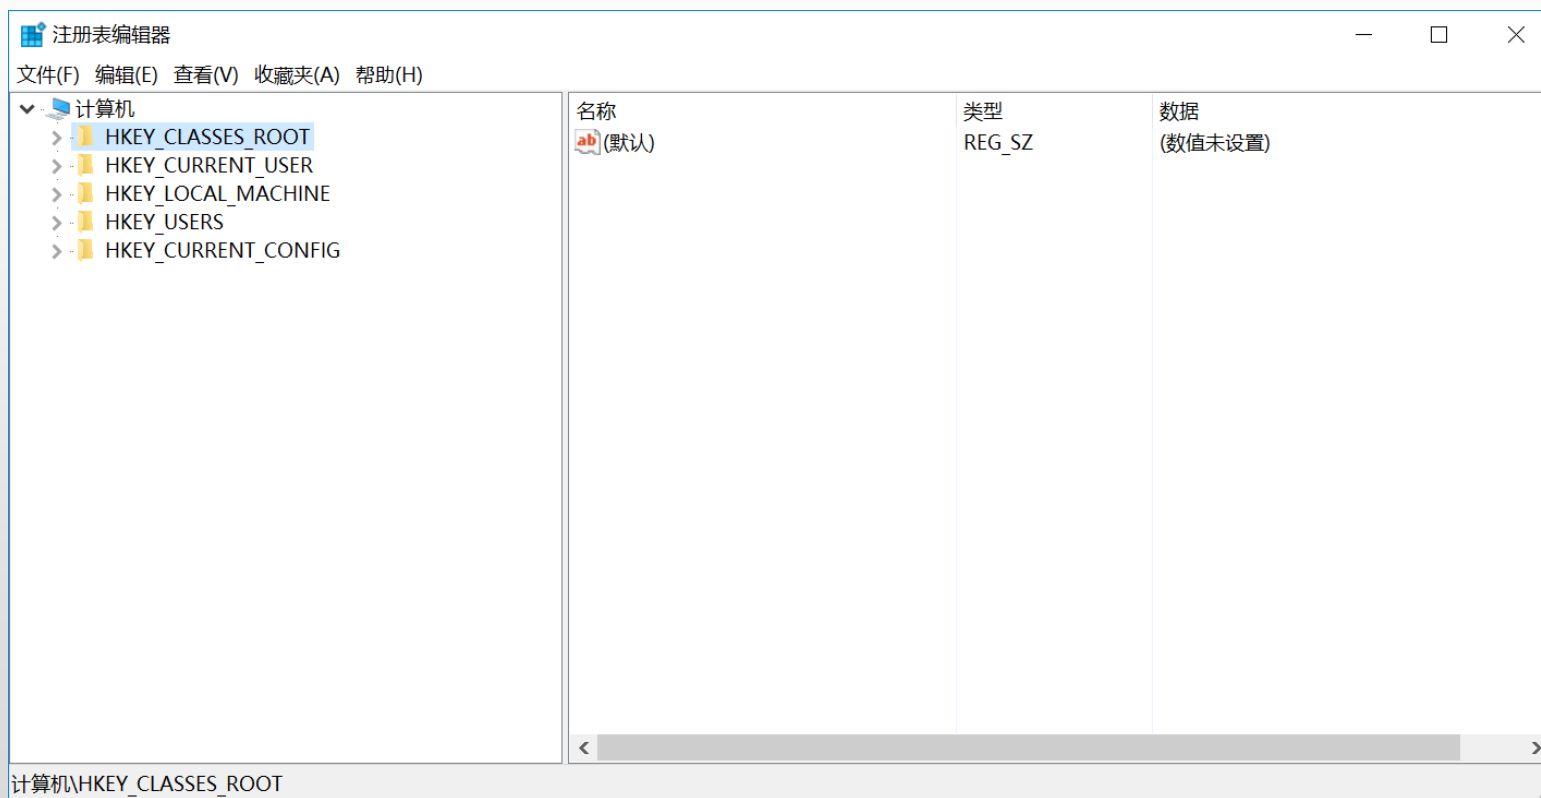 注册表编辑器
文件(F) 编辑(E) 查看(V) 收藏夹(A) 帮助(H)
计算机
HKEY_CLASSES_ROOT
HKEY_CURRENT_USER
HKEY_LOCAL_MACHINE
HKEY_USERS
HKEY_CURRENT_CONFIG
名称 类型 数据
ab (默认) REG_SZ (数值未设置)
计算机\HKEY_CLASSES_ROOT